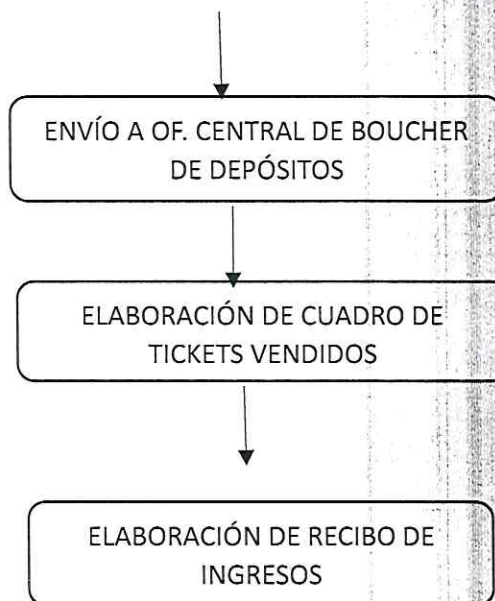 ENVÍO A OF. CENTRAL DE BOUCHER
DE DEPÓSITOS
ELABORACIÓN DE CUADRO DE
TICKETS VENDIDOS
ELABORACIÓN DE RECIBO DE
INGRESOS